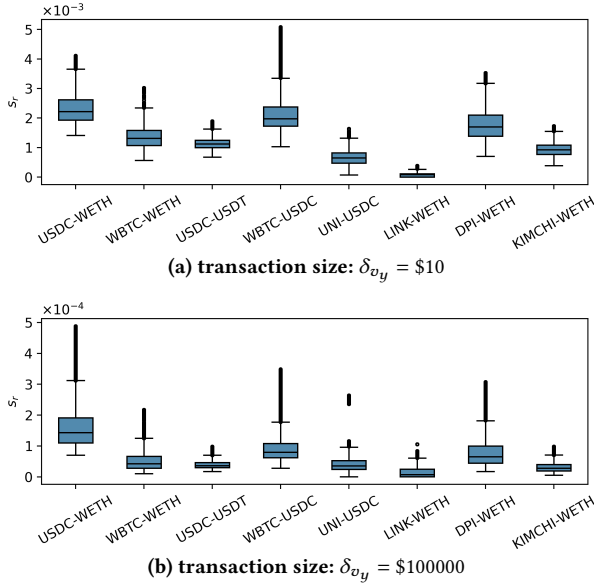 ×10⁻³
5
4
3
2
1
0
s_r
USDC-WETH
WBTC-WETH
USDC-USDT
WBTC-USDC
UNI-USDC
LINK-WETH
DPI-WETH
KIMCHI-WETH
(a) transaction size: δ_{v_y} = $10
×10⁻⁴
5
4
3
2
1
0
s_r
USDC-WETH
WBTC-WETH
USDC-USDT
WBTC-USDC
UNI-USDC
LINK-WETH
DPI-WETH
KIMCHI-WETH
(b) transaction size: δ_{v_y} = $100000